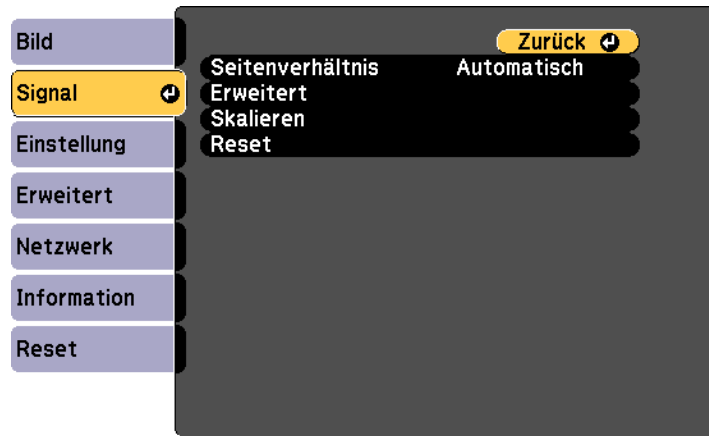 Bild
Signal
Einstellung
Erweitert
Netzwerk
Information
Reset
Zurück
Seitenverhältnis Automatisch
Erweitert
Skalieren
Reset